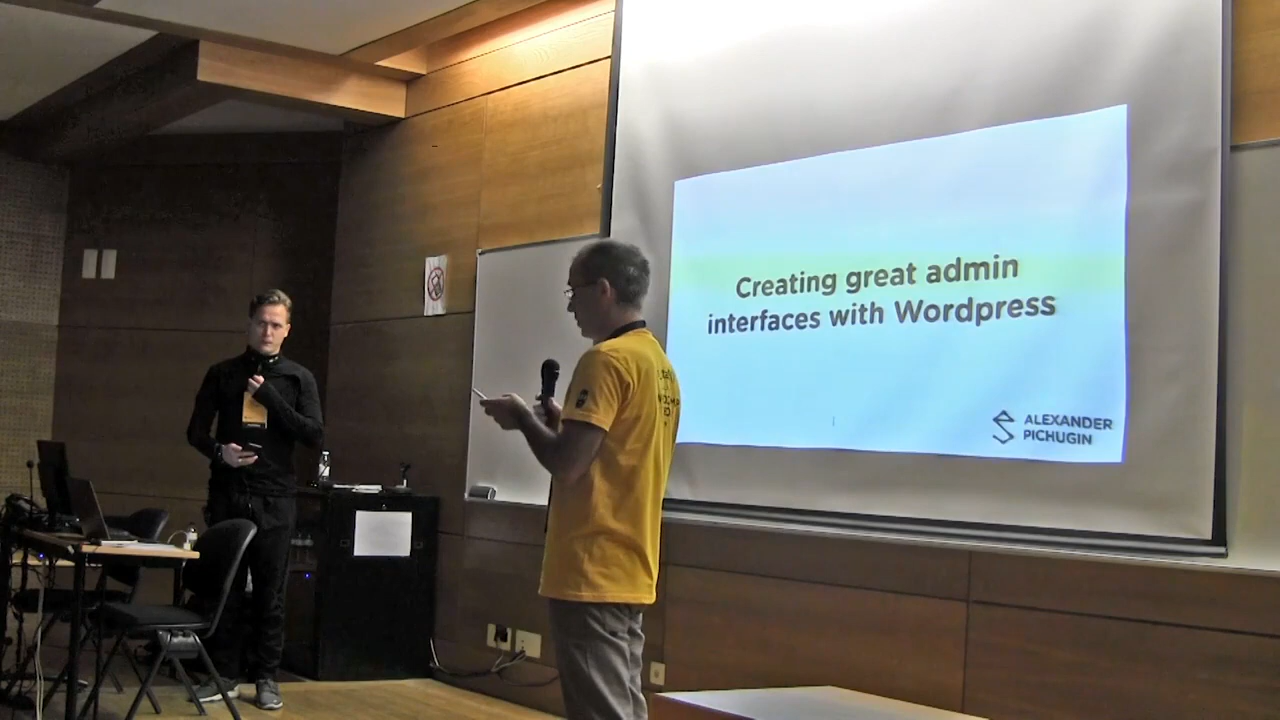 Creating great admin
interfaces with Wordpress
ALEXANDER
PICHUGIN